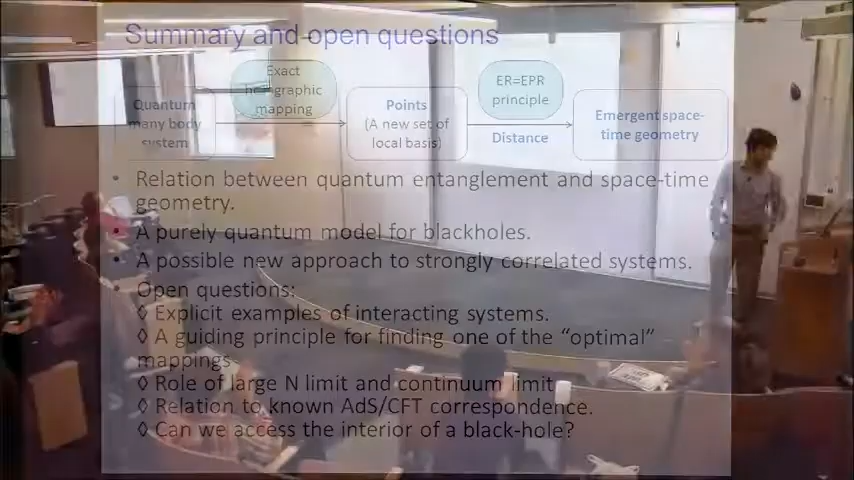 Summary and open questions
Exact
holographic
mapping
ER=EPR
principle
Quantum
many body
system
Points
(A new set of
local basis)
Distance
Emergent space-
time geometry
• Relation between quantum entanglement and space-time
geometry.
• A purely quantum model for blackholes.
• A possible new approach to strongly correlated systems.
• Open questions:
◊ Explicit examples of interacting systems.
◊ A guiding principle for finding one of the “optimal”
mappings
◊ Role of large N limit and continuum limit
◊ Relation to known AdS/CFT correspondence.
◊ Can we access the interior of a black-hole?